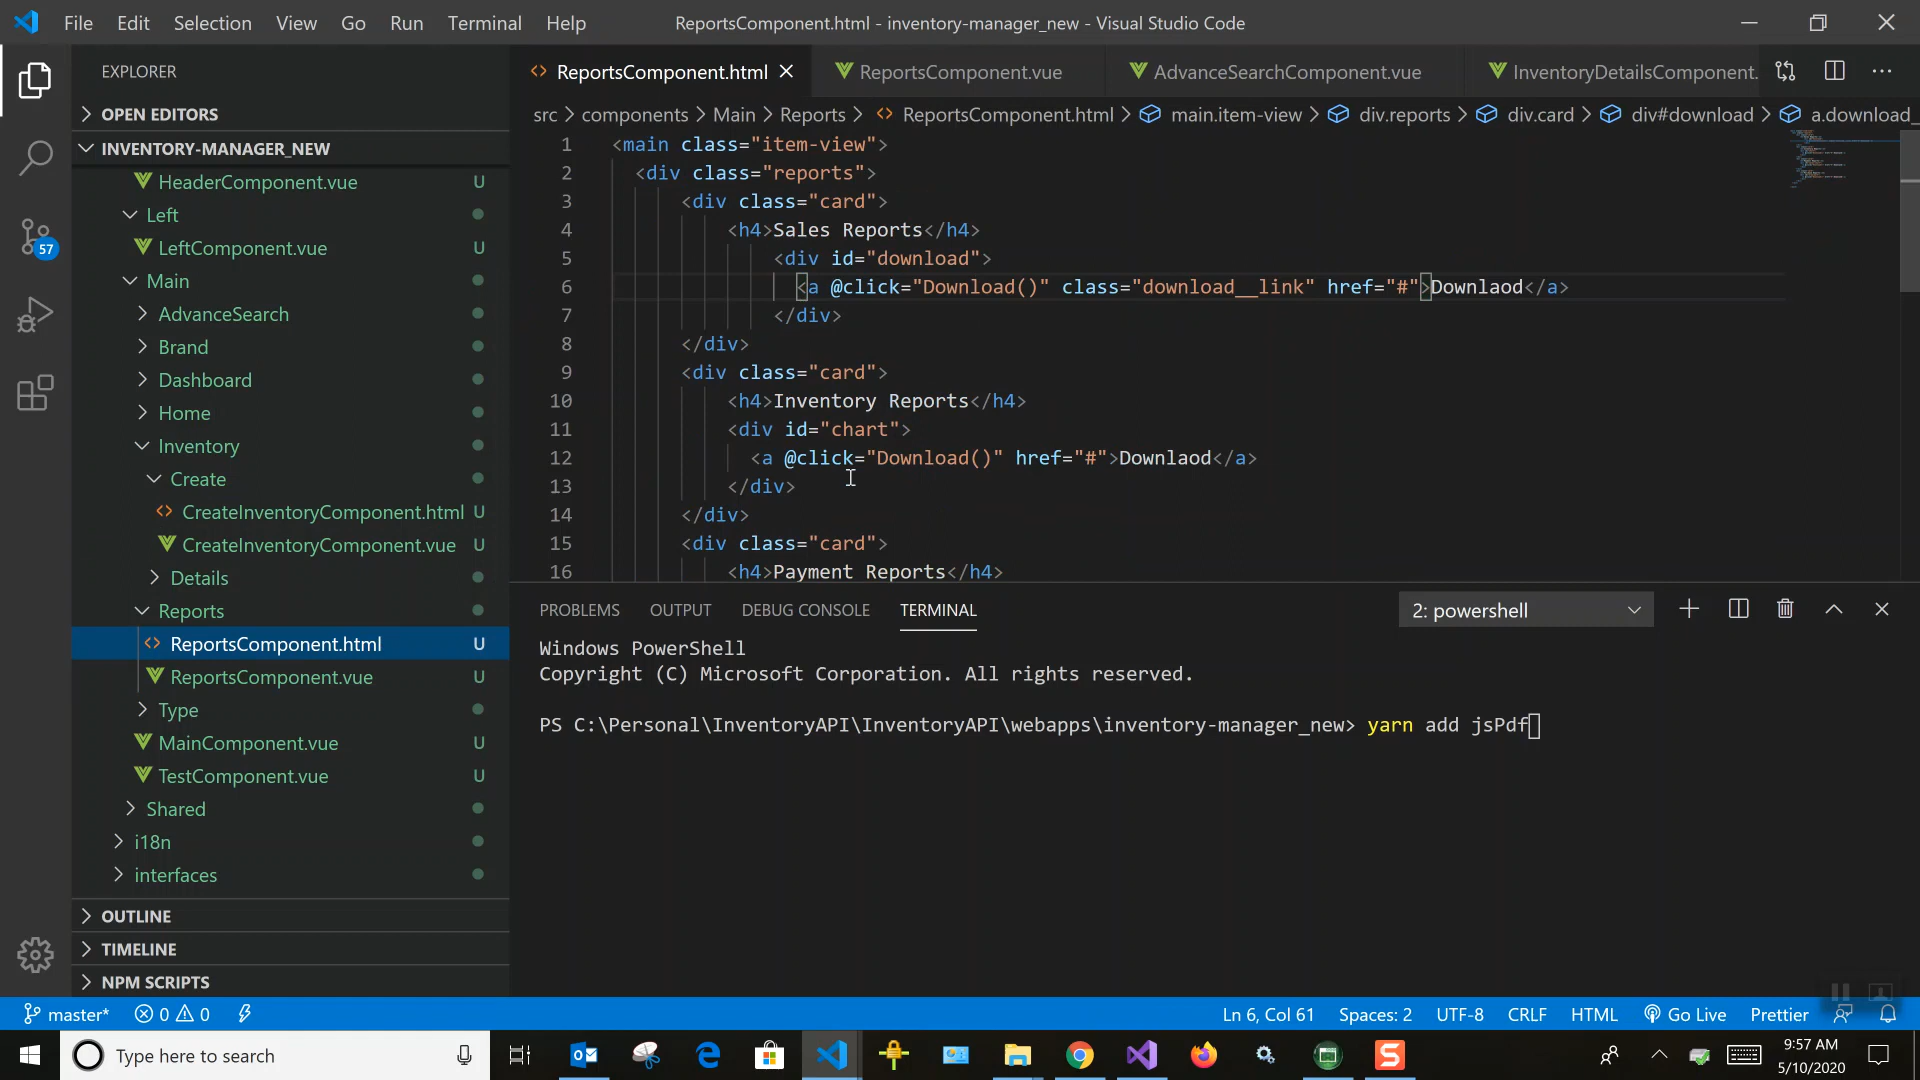 File Edit Selection View Go Run Terminal Help ReportsComponent.html - inventory-manager_new - Visual Studio Code
EXPLORER
ReportsComponent.html ReportsComponent.vue AdvanceSearchComponent.vue InventoryDetailsComponent.
OPEN EDITORS
src > components > Main > Reports > ReportsComponent.html > main.item-view > div.reports > div.card > div#download > a.download_
INVENTORY-MANAGER_NEW
HeaderComponent.vue U
Left
LeftComponent.vue U
Main
AdvanceSearch
Brand
Dashboard
Home
Inventory
Create
CreateInventoryComponent.html U
CreateInventoryComponent.vue U
Details
Reports
ReportsComponent.html U
ReportsComponent.vue U
Type
MainComponent.vue U
TestComponent.vue U
Shared
i18n
interfaces
OUTLINE
TIMELINE
NPM SCRIPTS
57
1 <main class="item-view">
2 <div class="reports">
3 <div class="card">
4 <h4>Sales Reports</h4>
5 <div id="download">
6 <a @click="Download()" class="download__link" href="#">Downlaod</a>
7 </div>
8 </div>
9 <div class="card">
10 <h4>Inventory Reports</h4>
11 <div id="chart">
12 <a @click="Download()" href="#">Downlaod</a>
13 </div>
14 </div>
15 <div class="card">
16 <h4>Payment Reports</h4>
PROBLEMS OUTPUT DEBUG CONSOLE TERMINAL 2: powershell
Windows PowerShell
Copyright (C) Microsoft Corporation. All rights reserved.
PS C:\Personal\InventoryAPI\InventoryAPI\webapps\inventory-manager_new> yarn add jsPdf
master* 0 0 Ln 6, Col 61 Spaces: 2 UTF-8 CRLF HTML Go Live Prettier
Type here to search
9:57 AM
5/10/2020